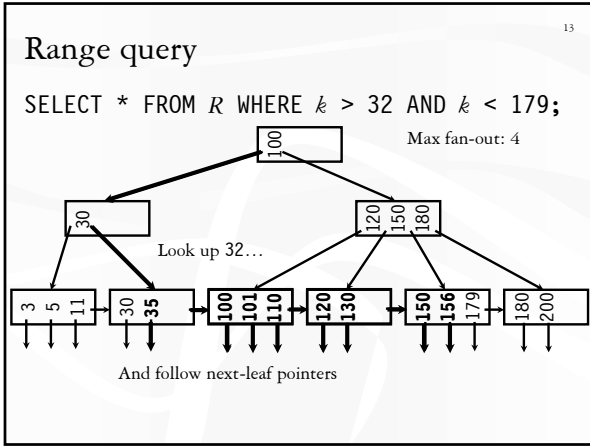 13
Range query
SELECT * FROM R WHERE k > 32 AND k < 179;
Max fan-out: 4
100
30
120 150 180
Look up 32…
3 5 11 30 35 100 101 110 120 130 150 156 179 180 200
And follow next-leaf pointers